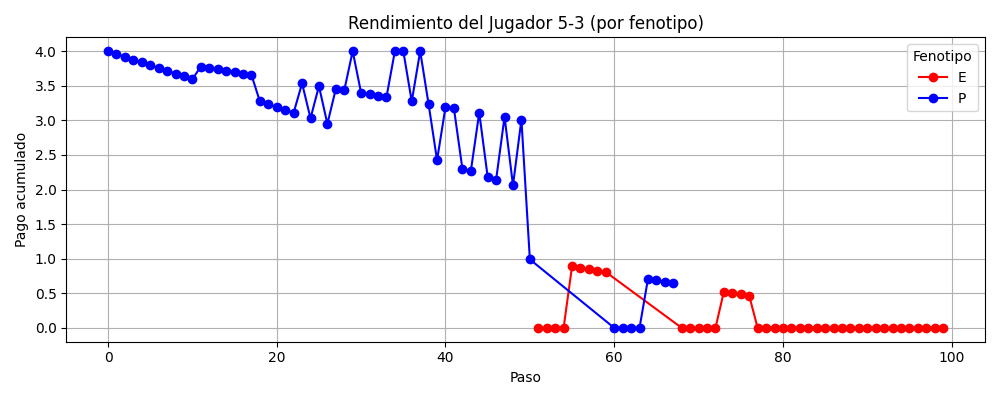 Rendimiento del Jugador 5-3 (por fenotipo)
Pago acumulado
4.0
3.5
3.0
2.5
2.0
1.5
1.0
0.5
0.0
Fenotipo
E
P
0 20 40 60 80 100
Paso